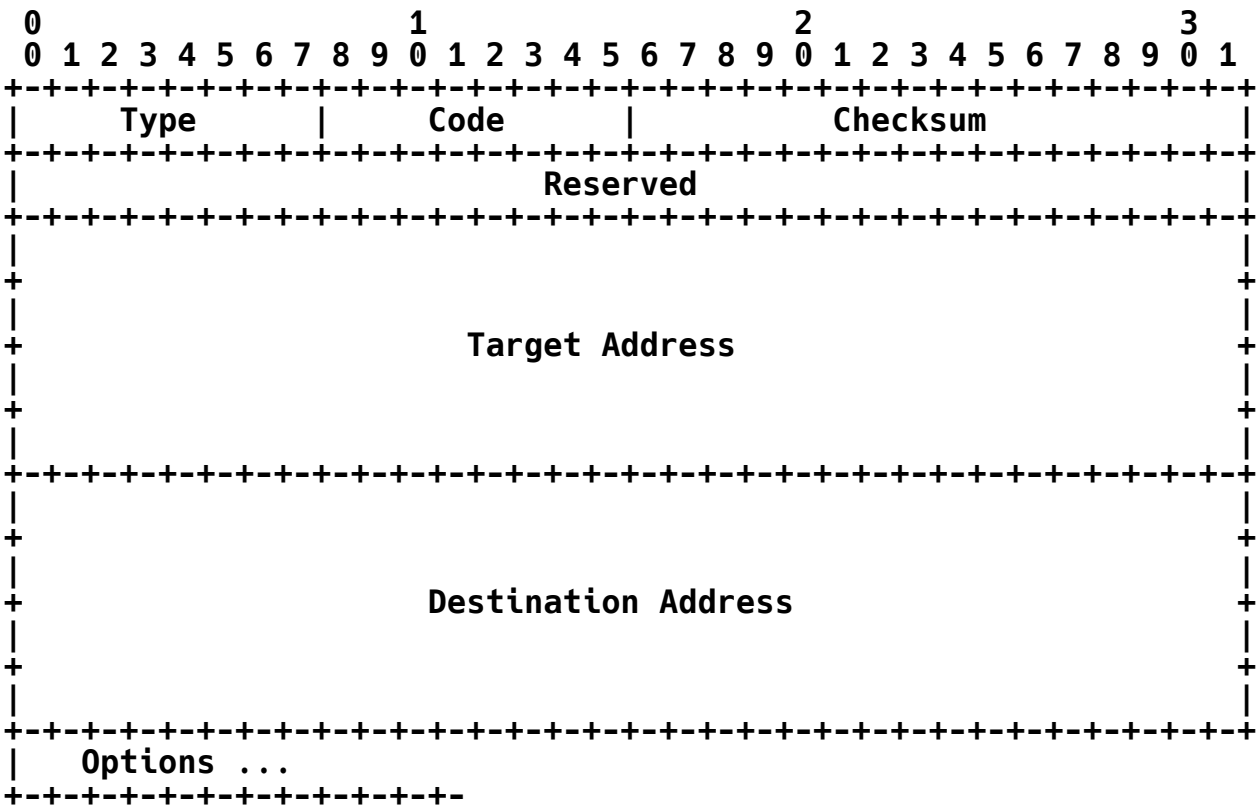 0                   1                   2                   3
 0 1 2 3 4 5 6 7 8 9 0 1 2 3 4 5 6 7 8 9 0 1 2 3 4 5 6 7 8 9 0 1
+-+-+-+-+-+-+-+-+-+-+-+-+-+-+-+-+-+-+-+-+-+-+-+-+-+-+-+-+-+-+-+-+
|     Type      |     Code      |          Checksum             |
+-+-+-+-+-+-+-+-+-+-+-+-+-+-+-+-+-+-+-+-+-+-+-+-+-+-+-+-+-+-+-+-+
|                           Reserved                            |
+-+-+-+-+-+-+-+-+-+-+-+-+-+-+-+-+-+-+-+-+-+-+-+-+-+-+-+-+-+-+-+-+
|                                                               |
+                                                               +
|                                                               |
+                       Target Address                          +
|                                                               |
+                                                               +
|                                                               |
+-+-+-+-+-+-+-+-+-+-+-+-+-+-+-+-+-+-+-+-+-+-+-+-+-+-+-+-+-+-+-+-+
|                                                               |
+                                                               +
|                                                               |
+                     Destination Address                       +
|                                                               |
+                                                               +
|                                                               |
+-+-+-+-+-+-+-+-+-+-+-+-+-+-+-+-+-+-+-+-+-+-+-+-+-+-+-+-+-+-+-+-+
|   Options ...
+-+-+-+-+-+-+-+-+-+-+-+-